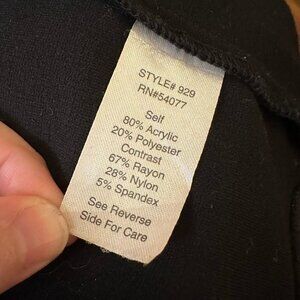 STYLE# 929
RN#54077
Self
80% Acrylic
20% Polyester
Contrast
67% Rayon
28% Nylon
5% Spandex
See Reverse
Side For Care